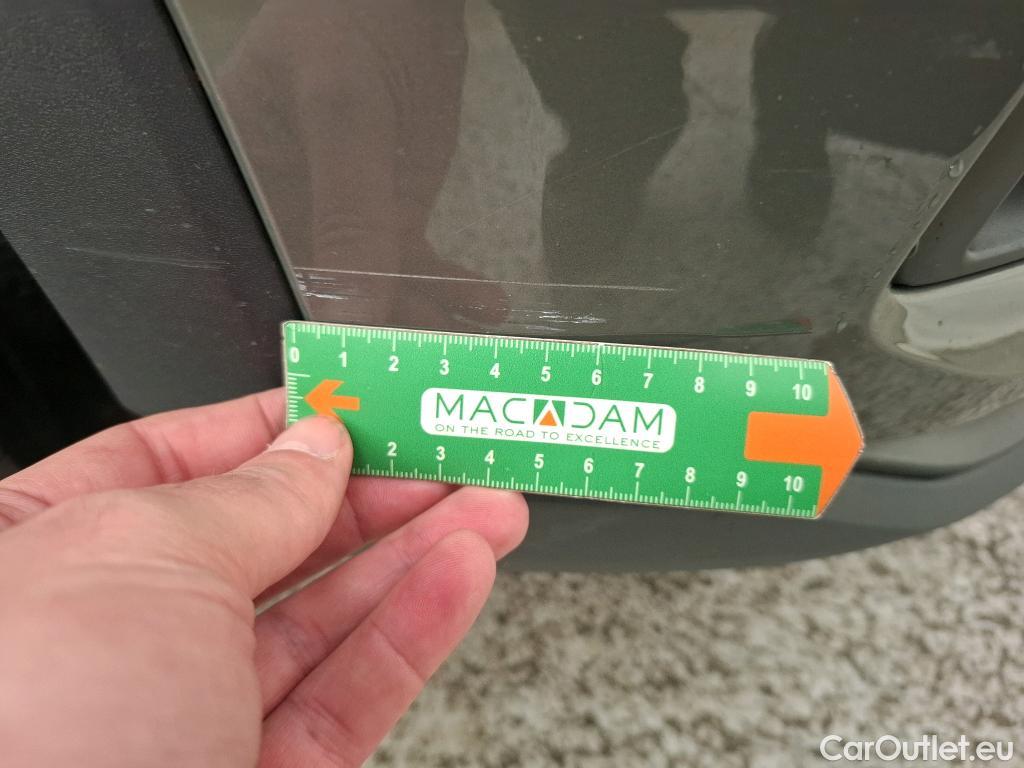 0 1 2 3 4 5 6 7 8 9 10
MACADAM
ON THE ROAD TO EXCELLENCE
2 3 4 5 6 7 8 9 10
CarOutlet.eu